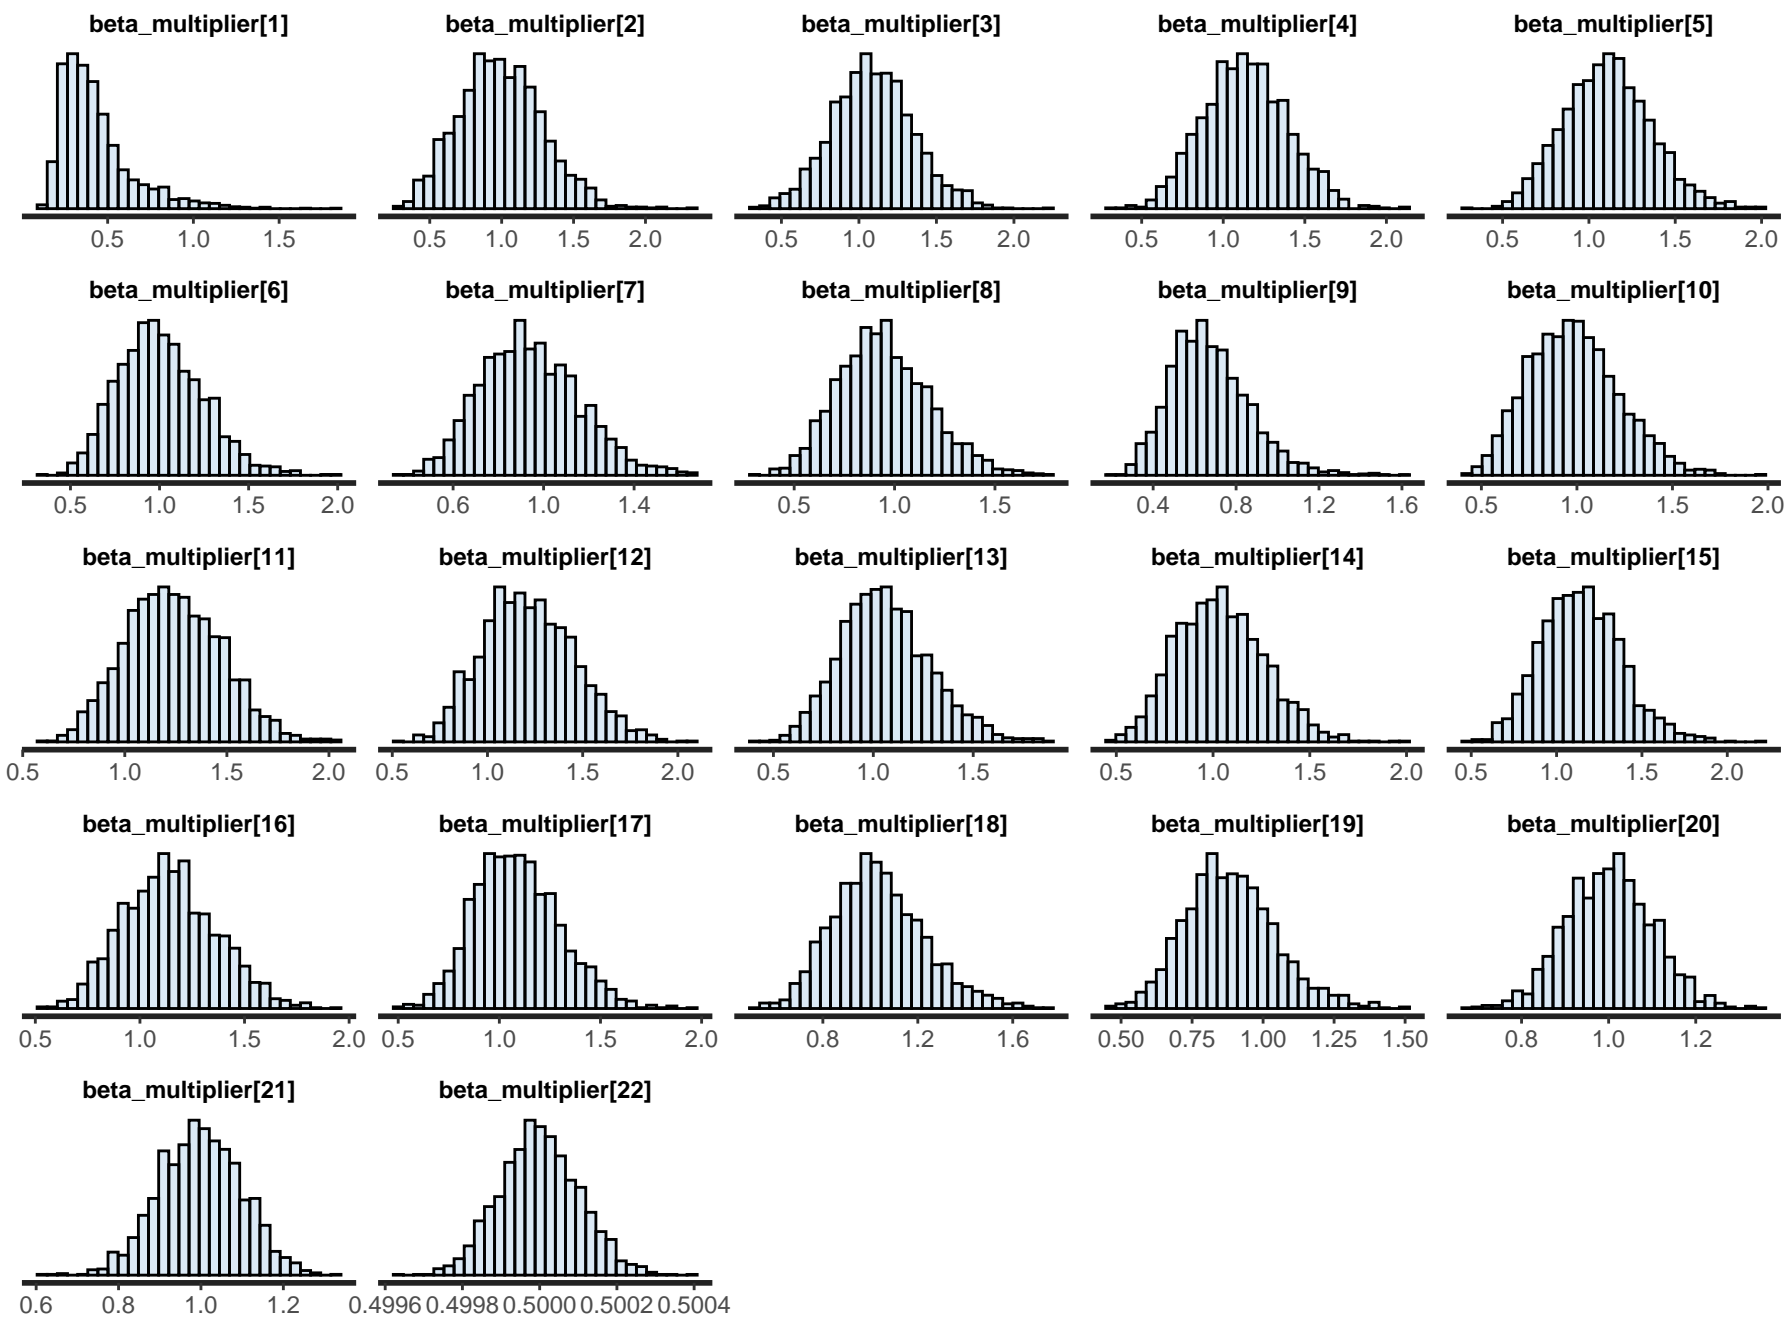 beta_multiplier[1] beta_multiplier[2] beta_multiplier[3] beta_multiplier[4] beta_multiplier[5]
0.5 1.0 1.5 0.5 1.0 1.5 2.0 0.5 1.0 1.5 2.0 0.5 1.0 1.5 2.0 0.5 1.0 1.5 2.0
beta_multiplier[6] beta_multiplier[7] beta_multiplier[8] beta_multiplier[9] beta_multiplier[10]
0.5 1.0 1.5 2.0 0.6 1.0 1.4 0.5 1.0 1.5 0.4 0.8 1.2 1.6 0.5 1.0 1.5 2.0
beta_multiplier[11] beta_multiplier[12] beta_multiplier[13] beta_multiplier[14] beta_multiplier[15]
0.5 1.0 1.5 2.0 0.5 1.0 1.5 2.0 0.5 1.0 1.5 0.5 1.0 1.5 2.0 0.5 1.0 1.5 2.0
beta_multiplier[16] beta_multiplier[17] beta_multiplier[18] beta_multiplier[19] beta_multiplier[20]
0.5 1.0 1.5 2.0 0.5 1.0 1.5 2.0 0.8 1.2 1.6 0.50 0.75 1.00 1.25 1.50 0.8 1.0 1.2
beta_multiplier[21] beta_multiplier[22]
0.6 0.8 1.0 1.2 0.4996 0.4998 0.5000 0.5002 0.5004